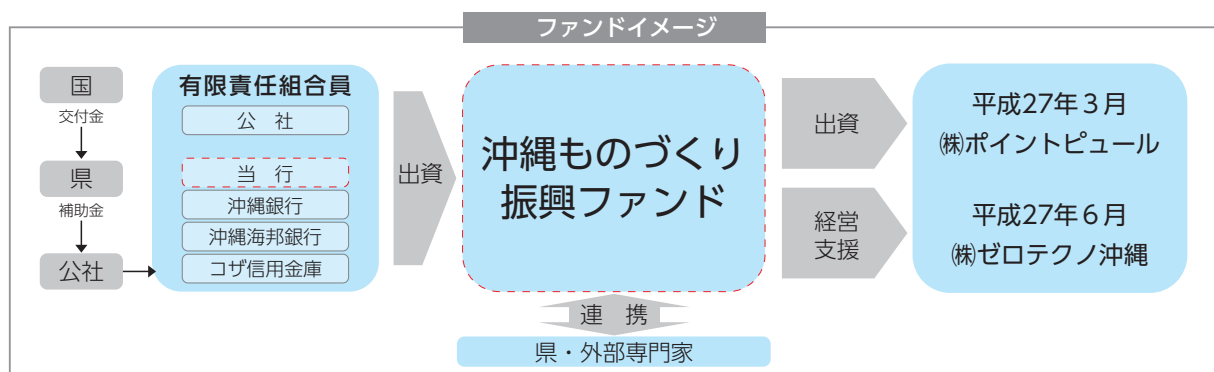 ファンドイメージ
国
交付金
県
補助金
公社
有限責任組合員
公　社
当　行
沖縄銀行
沖縄海邦銀行
コザ信用金庫
出資
沖縄ものづくり
振興ファンド
連　携
県・外部専門家
出資
経営
支援
平成27年３月
㈱ポイントピュール
平成27年６月
㈱ゼロテクノ沖縄